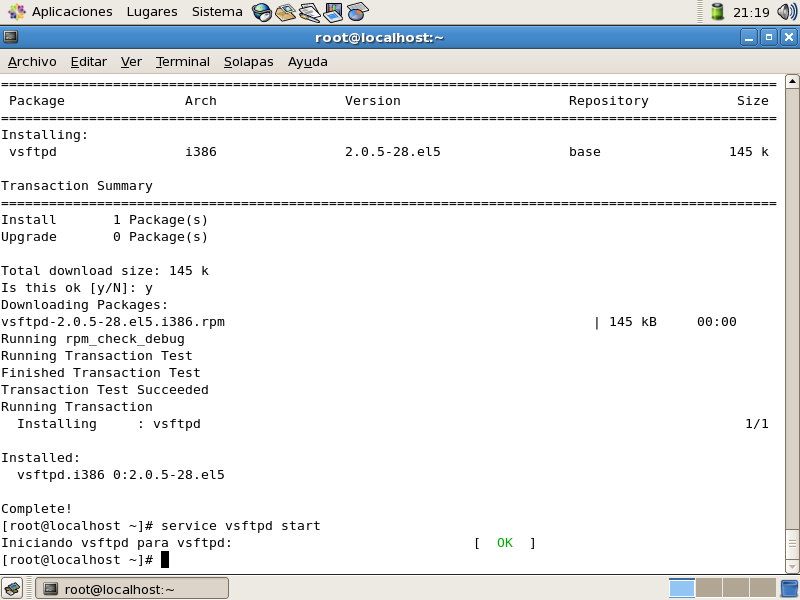 Aplicaciones Lugares Sistema 21:19
root@localhost:~
Archivo Editar Ver Terminal Solapas Ayuda
================================================================================================
Package Arch Version Repository Size
================================================================================================
Installing:
vsftpd i386 2.0.5-28.el5 base 145 k
Transaction Summary
================================================================================================
Install 1 Package(s)
Upgrade 0 Package(s)
Total download size: 145 k
Is this ok [y/N]: y
Downloading Packages:
vsftpd-2.0.5-28.el5.i386.rpm | 145 kB 00:00
Running rpm_check_debug
Running Transaction Test
Finished Transaction Test
Transaction Test Succeeded
Running Transaction
Installing : vsftpd 1/1
Installed:
vsftpd.i386 0:2.0.5-28.el5
Complete!
[root@localhost ~]# service vsftpd start
Iniciando vsftpd para vsftpd: [ OK ]
[root@localhost ~]#
root@localhost:~